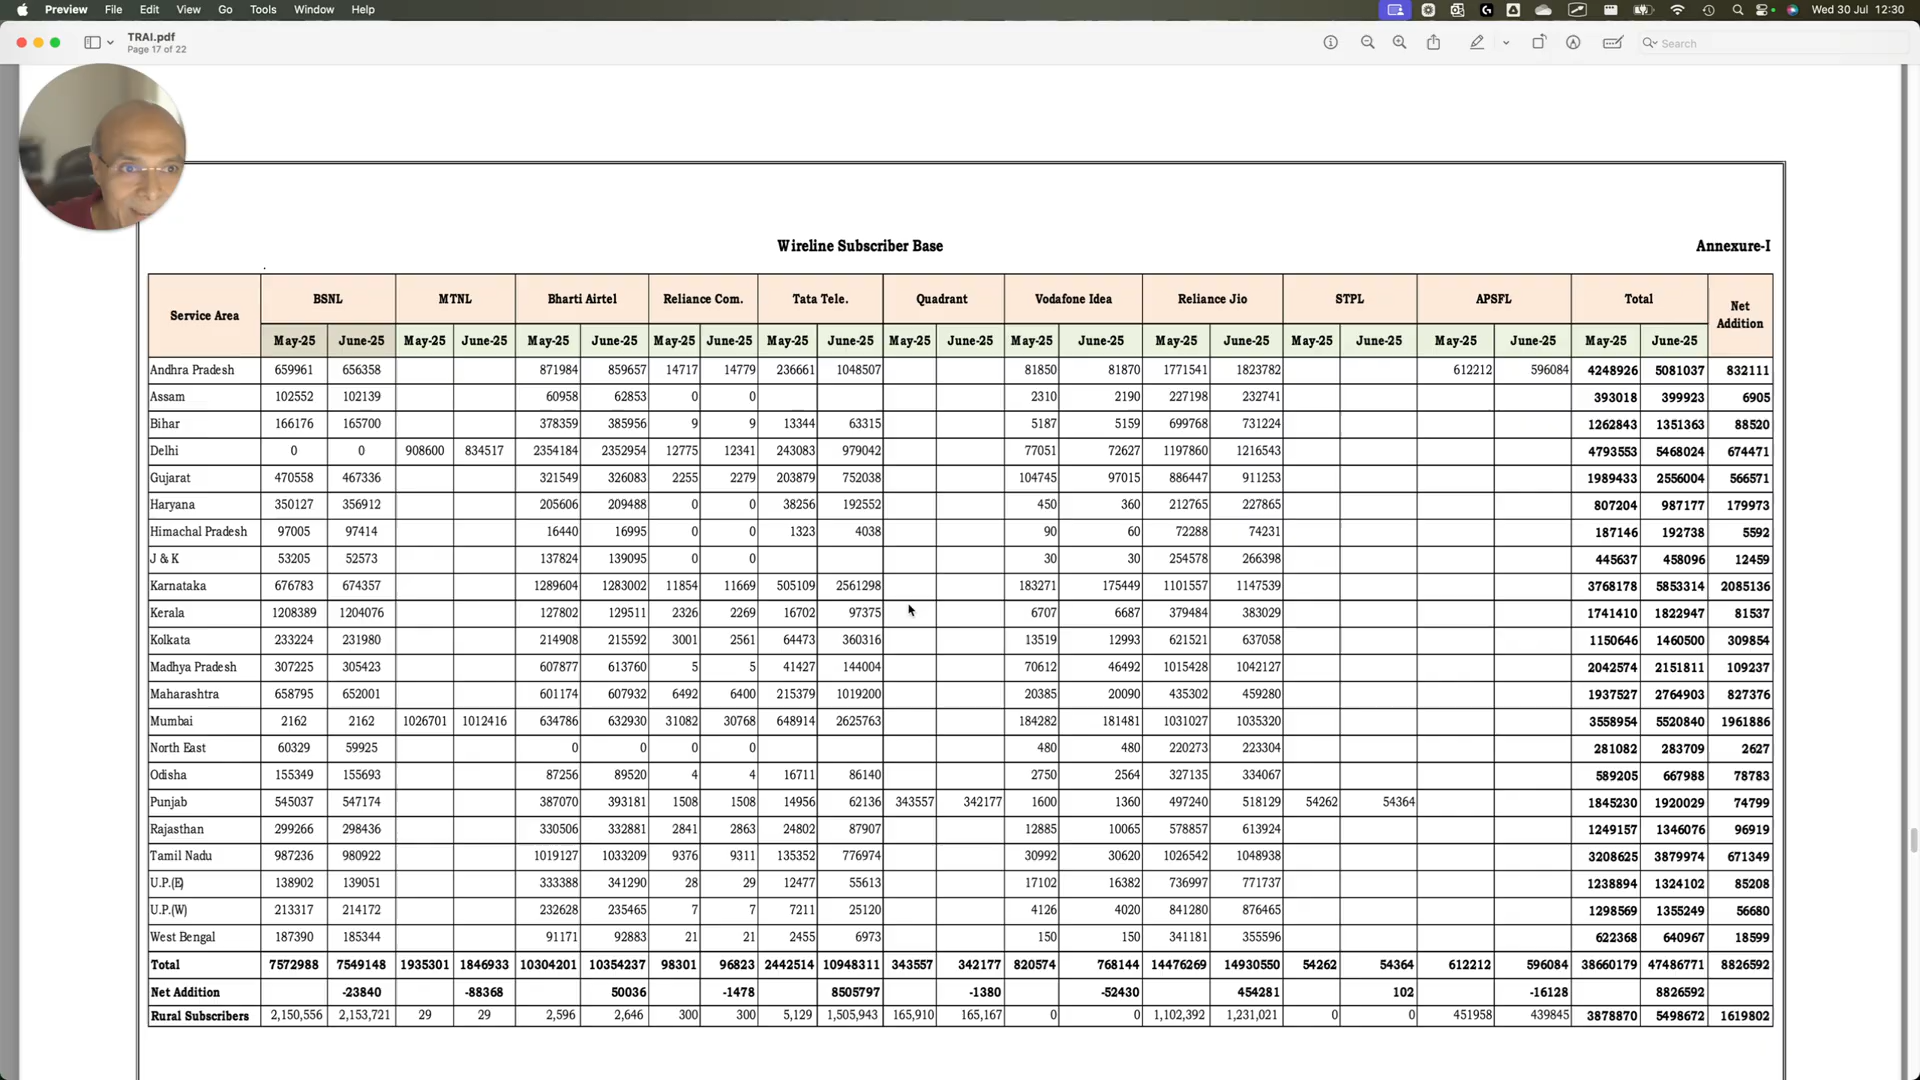 Preview File Edit View Go Tools Window Help Wed 30 Jul 12:30
TRAI.pdf
Page 17 of 22
Search
Wireline Subscriber Base Annexure-I
Service Area BSNL MTNL Bharti Airtel Reliance Com. Tata Tele. Quadrant Vodafone Idea Reliance Jio STPL APSFL Total Net Addition
May-25 June-25 May-25 June-25 May-25 June-25 May-25 June-25 May-25 June-25 May-25 June-25 May-25 June-25 May-25 June-25 May-25 June-25 May-25 June-25 May-25 June-25
Andhra Pradesh 659961 656358 871984 859657 14717 14779 236661 1048507 81850 81870 1771541 1823782 612212 596084 4248926 5081037 832111
Assam 102552 102139 60958 62853 0 0 2310 2190 227198 232741 393018 399923 6905
Bihar 166176 165700 378359 385956 9 9 13344 63315 5187 5159 699768 731224 1262843 1351363 88520
Delhi 0 0 908600 834517 2354184 2352954 12775 12341 243083 979042 77051 72627 1197860 1216543 4793553 5468024 674471
Gujarat 470558 467336 321549 326083 2255 2279 203879 752038 104745 97015 886447 911253 1989433 2556004 566571
Haryana 350127 356912 205606 209488 0 0 38256 192552 450 360 212765 227865 807204 987177 179973
Himachal Pradesh 97005 97414 16440 16995 0 0 1323 4038 90 60 72288 74231 187146 192738 5592
J & K 53205 52573 137824 139095 0 0 30 30 254578 266398 445637 458096 12459
Karnataka 676783 674357 1289604 1283002 11854 11669 505109 2561298 183271 175449 1101557 1147539 3768178 5853314 2085136
Kerala 1208389 1204076 127802 129511 2326 2269 16702 97375 6707 6687 379484 383029 1741410 1822947 81537
Kolkata 233224 231980 214908 215592 3001 2561 64473 360316 13519 12993 621521 637058 1150646 1460500 309854
Madhya Pradesh 307225 305423 607877 613760 5 5 41427 144004 70612 46492 1015428 1042127 2042574 2151811 109237
Maharashtra 658795 652001 601174 607932 6492 6400 215379 1019200 20385 20090 435302 459280 1937527 2764903 827376
Mumbai 2162 2162 1026701 1012416 634786 632930 31082 30768 648914 2625763 184282 181481 1031027 1035320 3558954 5520840 1961886
North East 60329 59925 0 0 0 0 480 480 220273 223304 281082 283709 2627
Odisha 155349 155693 87256 89520 4 4 16711 86140 2750 2564 327135 334067 589205 667988 78783
Punjab 545037 547174 387070 393181 1508 1508 14956 62136 343557 342177 1600 1360 497240 518129 54262 54364 1845230 1920029 74799
Rajasthan 299266 298436 330506 332881 2841 2863 24802 87907 12885 10065 578857 613924 1249157 1346076 96919
Tamil Nadu 987236 980922 1019127 1033209 9376 9311 135352 776974 30992 30620 1026542 1048938 3208625 3879974 671349
U.P.(E) 138902 139051 333388 341290 28 29 12477 55613 17102 16382 736997 771737 1238894 1324102 85208
U.P.(W) 213317 214172 232628 235465 7 7 7211 25120 4126 4020 841280 876465 1298569 1355249 56680
West Bengal 187390 185344 91171 92883 21 21 2455 6973 150 150 341181 355596 622368 640967 18599
Total 7572988 7549148 1935301 1846933 10304201 10354237 98301 96823 2442514 10948311 343557 342177 820574 768144 14476269 14930550 54262 54364 612212 596084 38660179 47486771 8826592
Net Addition -23840 -88368 50036 -1478 8505797 -1380 -52430 454281 102 -16128 8826592
Rural Subscribers 2,150,556 2,153,721 29 29 2,596 2,646 300 300 5,129 1,505,943 165,910 165,167 0 0 1,102,392 1,231,021 0 0 451958 439845 3878870 5498672 1619802